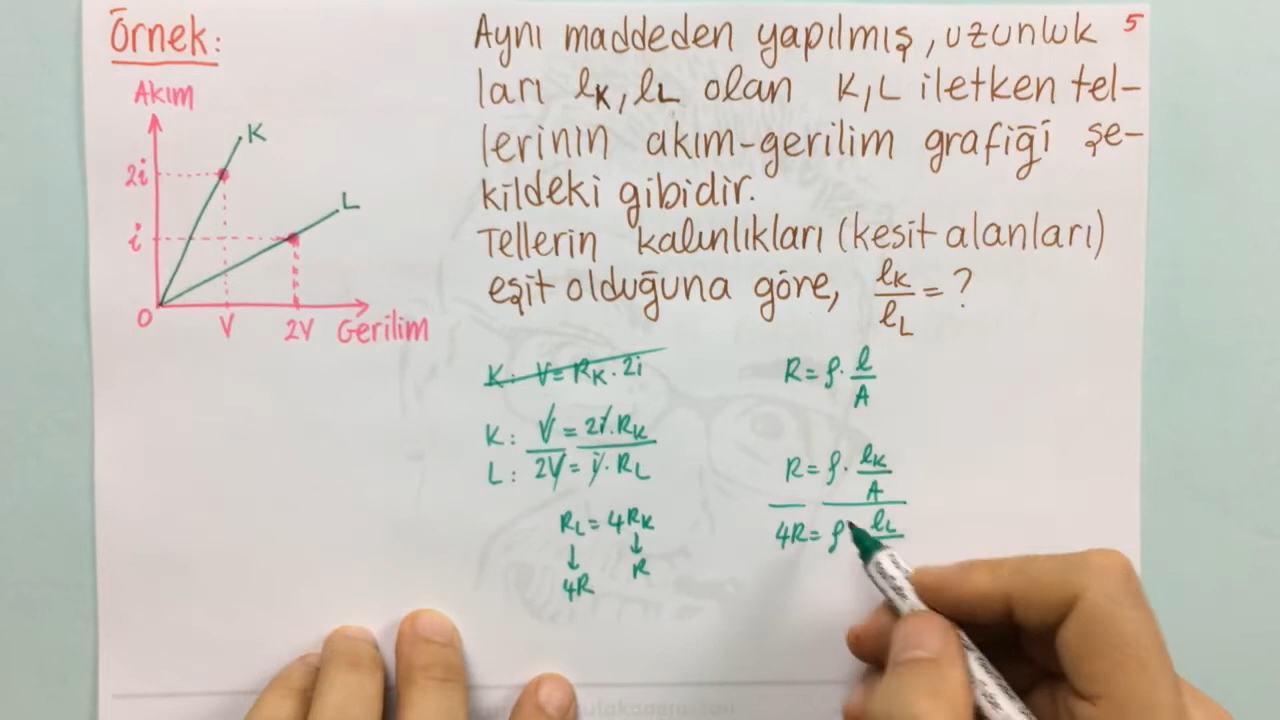 Örnek:
5
Akım
K
2i
L
i
O
V
2V
Gerilim
Aynı maddeden yapılmış, uzunluk
ları lK, lL olan K, L iletken tel-
lerinin akım-gerilim grafiği şe-
kildeki gibidir.
Tellerin kalınlıkları (kesit alanları)
eşit olduğuna göre, lK/lL = ?
K: V = RK . 2i
K: V = 2i . RK
L: 2V = i . RL
RL = 4RK
↓ ↓
4R R
R = ρ . l/A
R = ρ . lK/A
4R = ρ lL